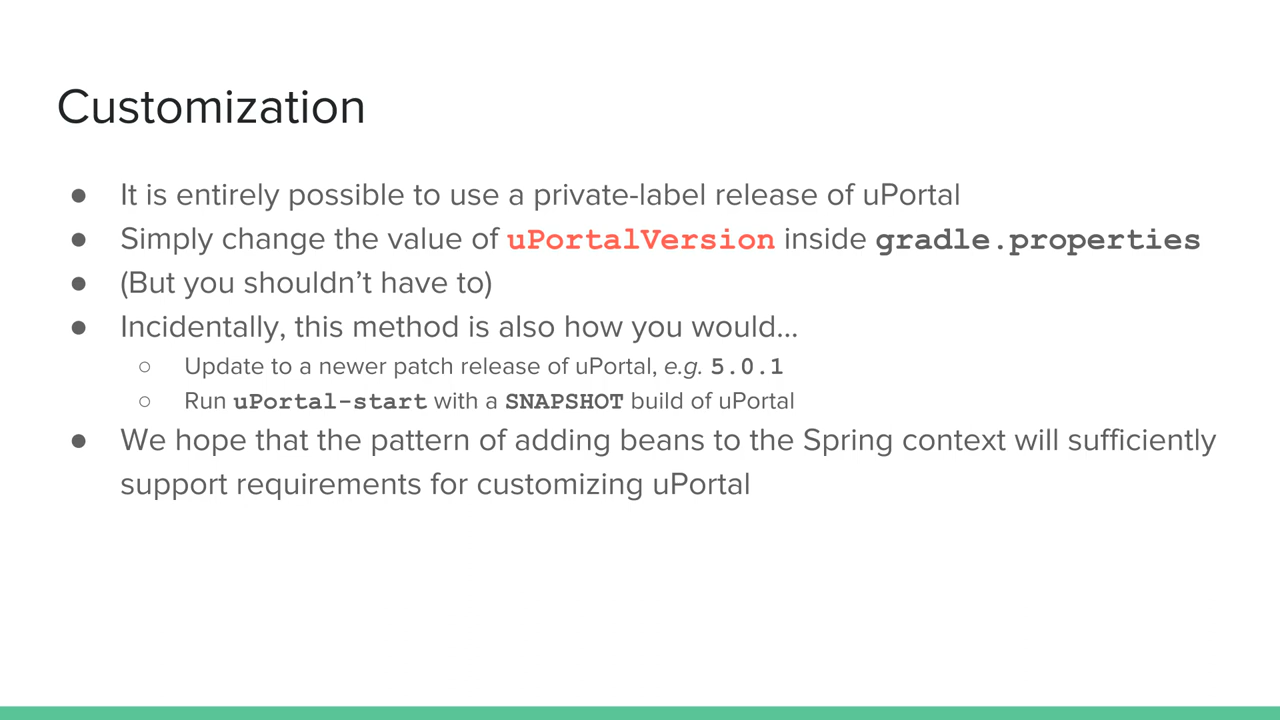 Customization
● It is entirely possible to use a private-label release of uPortal
● Simply change the value of uPortalVersion inside gradle.properties
● (But you shouldn’t have to)
● Incidentally, this method is also how you would...
○ Update to a newer patch release of uPortal, e.g. 5.0.1
○ Run uPortal-start with a SNAPSHOT build of uPortal
● We hope that the pattern of adding beans to the Spring context will sufficiently
support requirements for customizing uPortal